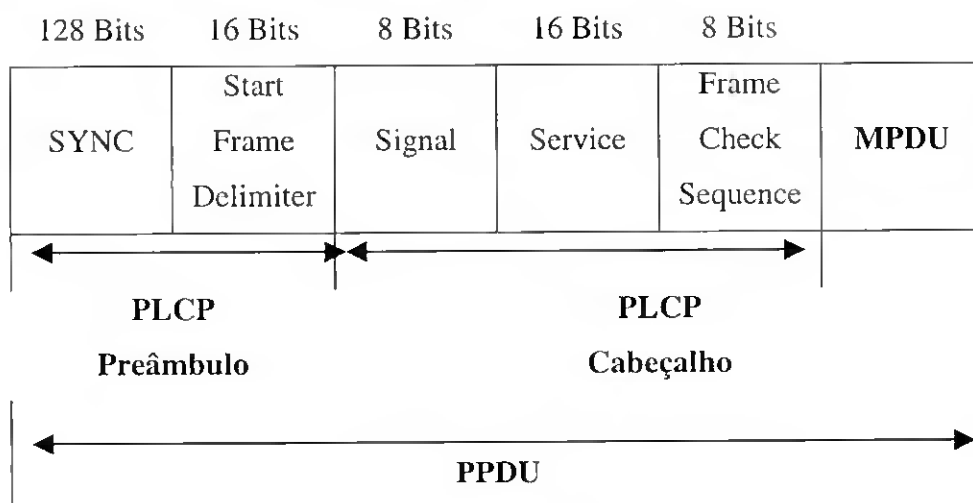 128 Bits 16 Bits 8 Bits 16 Bits 8 Bits
SYNC
Start
Frame
Delimiter
Signal
Service
Frame
Check
Sequence
MPDU
PLCP
Preâmbulo
PLCP
Cabeçalho
PPDU